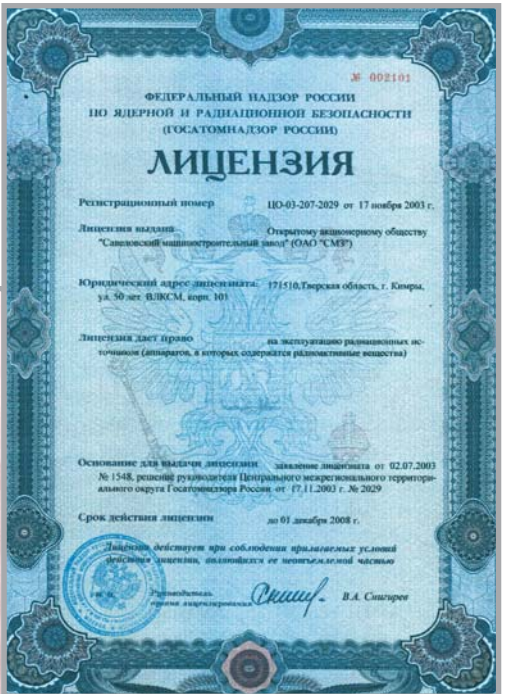 № 002101
ФЕДЕРАЛЬНЫЙ НАДЗОР РОССИИ
ПО ЯДЕРНОЙ И РАДИАЦИОННОЙ БЕЗОПАСНОСТИ
(ГОСАТОМНАДЗОР РОССИИ)
ЛИЦЕНЗИЯ
Регистрационный номер ЦО-03-207-2029 от 17 ноября 2003 г.
Лицензия выдана Открытому акционерному обществу
"Савеловский машиностроительный завод" (ОАО "СМЗ")
Юридический адрес лицензиата: 171510,Тверская область, г. Кимры,
ул. 50 лет ВЛКСМ, корп. 101
Лицензия дает право на эксплуатацию радиационных ис-
точников (аппаратов, в которых содержатся радиоактивные вещества)
Основание для выдачи лицензии заявление лицензиата от 02.07.2003
№ 1548, решение руководителя Центрального межрегионального территори-
ального округа Госатомнадзора России от 17.11.2003 г. № 2029
Срок действия лицензии до 01 декабря 2008 г.
Лицензия действует при соблюдении прилагаемых условий
действия лицензии, являющихся ее неотъемлемой частью
Руководитель
органа лицензирования В.А. Снигирев